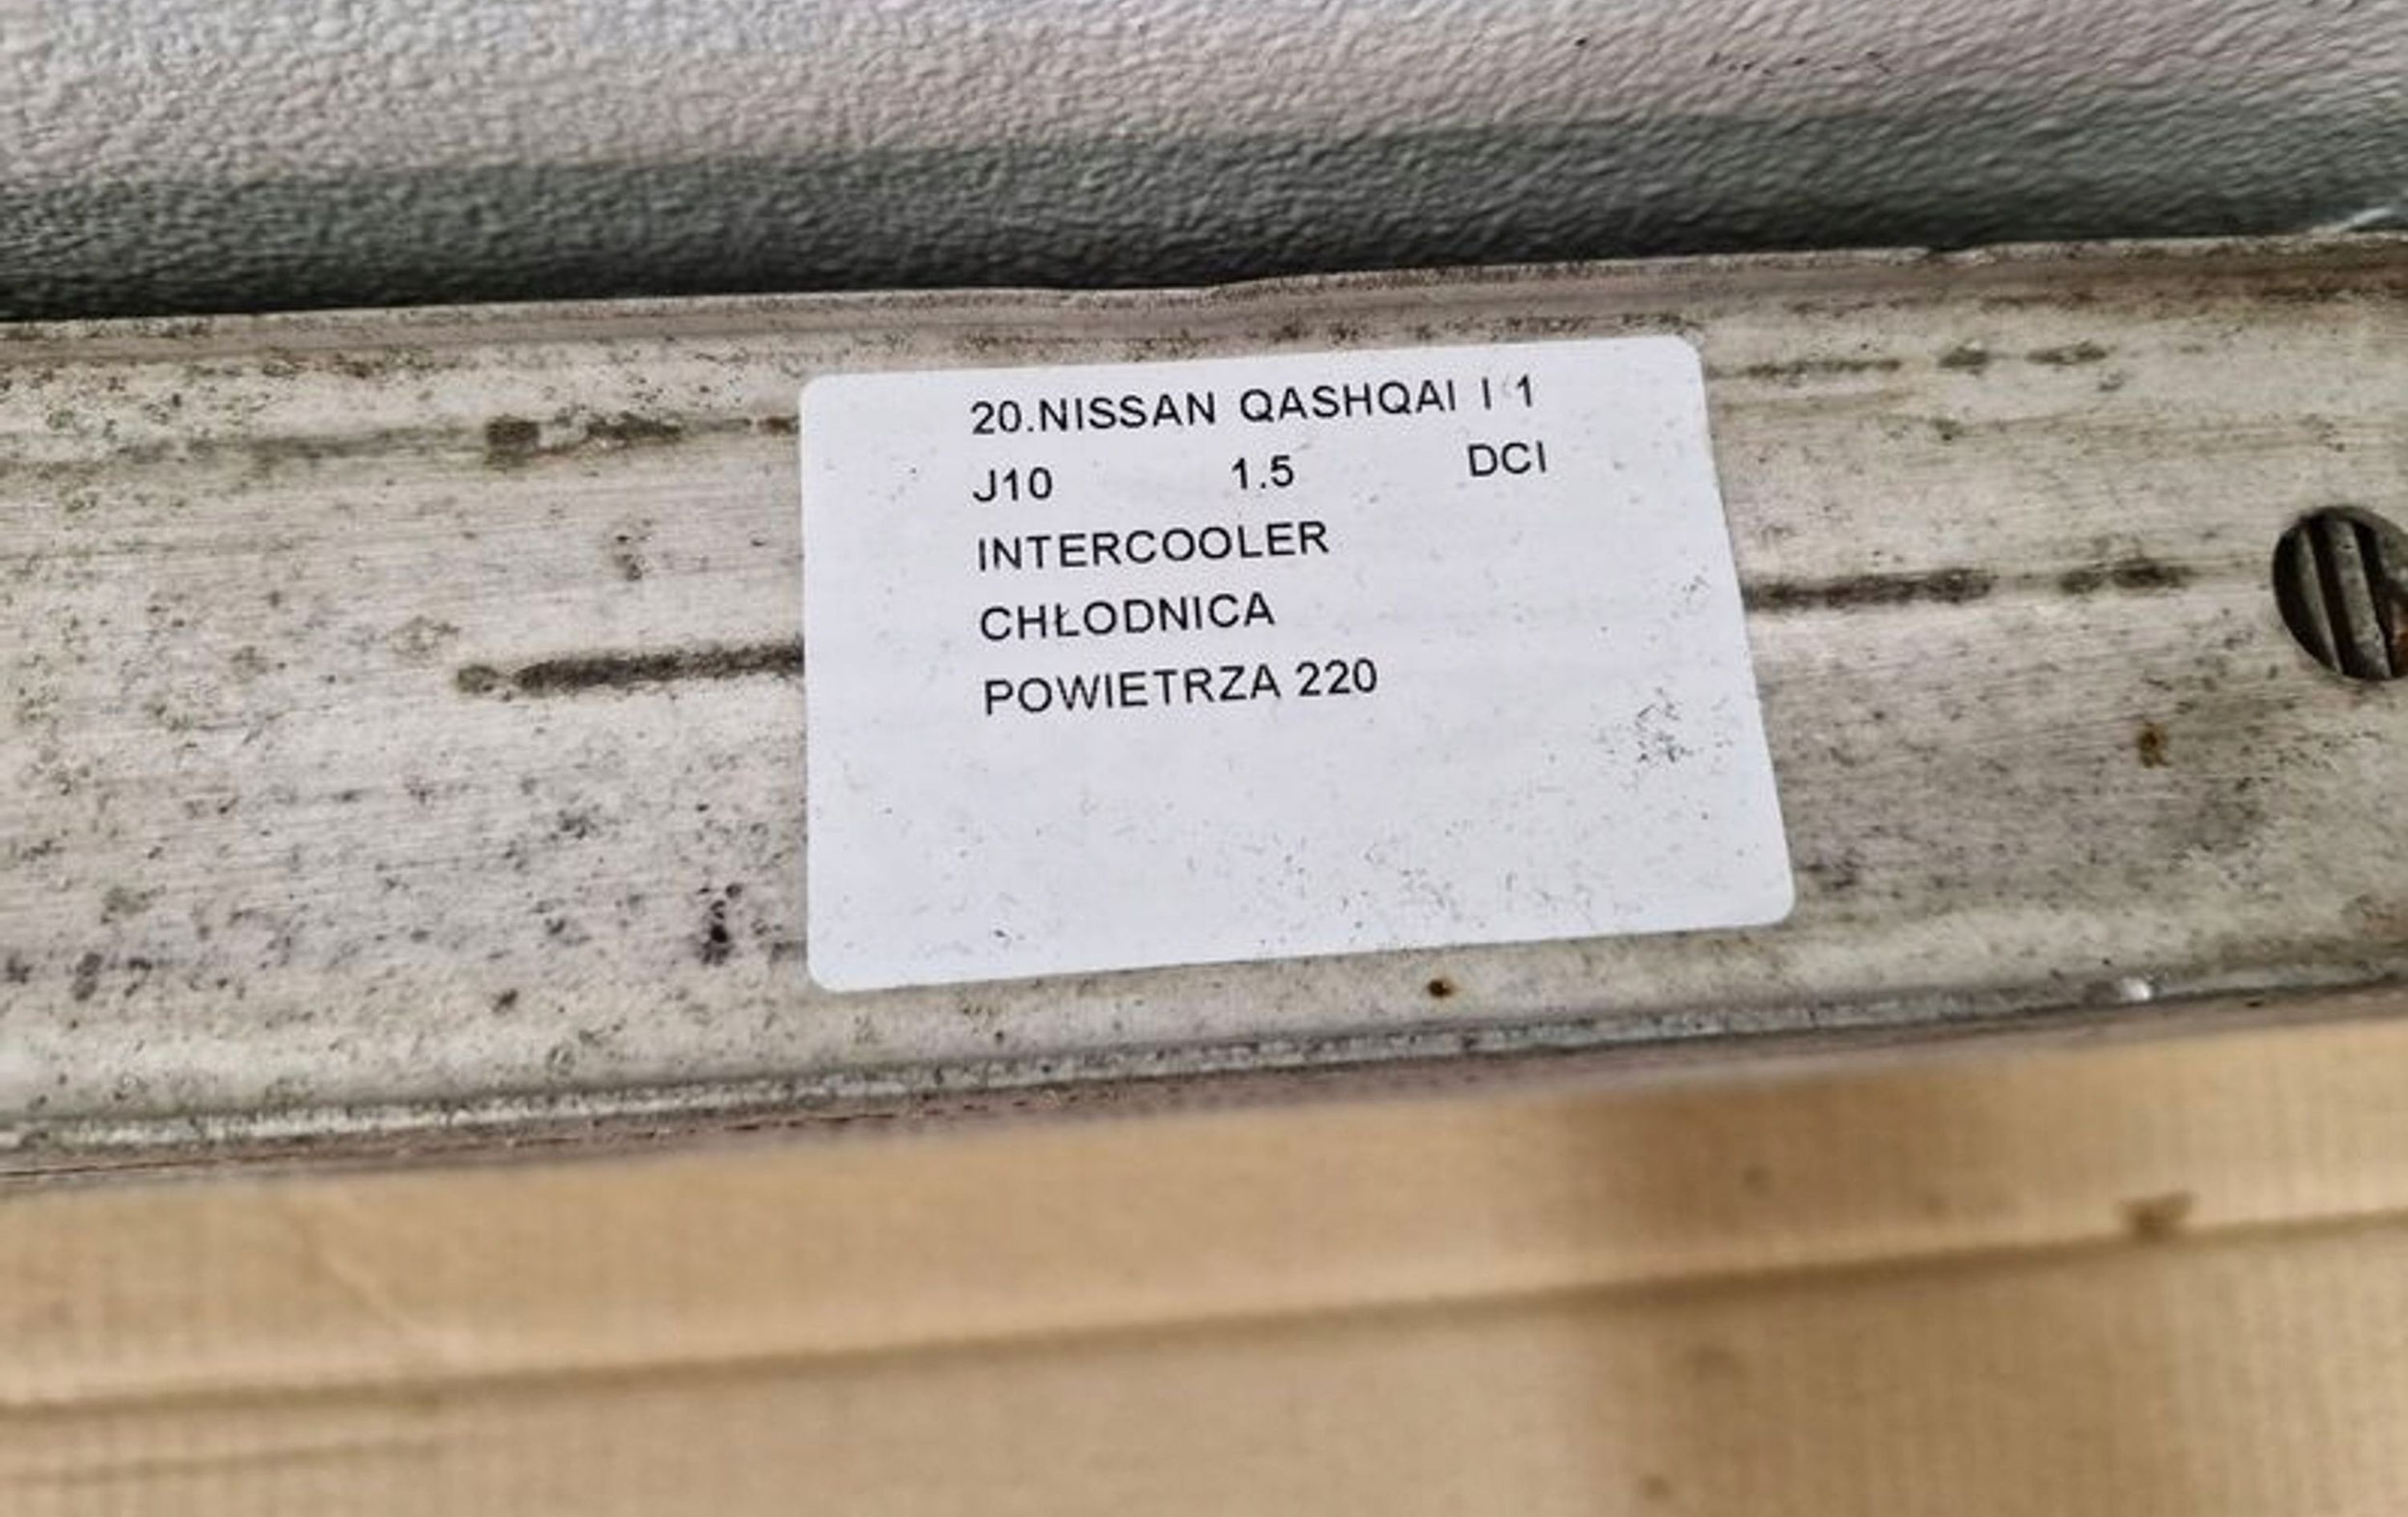 20.NISSAN QASHQAI I 1
J10 1.5 DCI
INTERCOOLER
CHŁODNICA
POWIETRZA 220